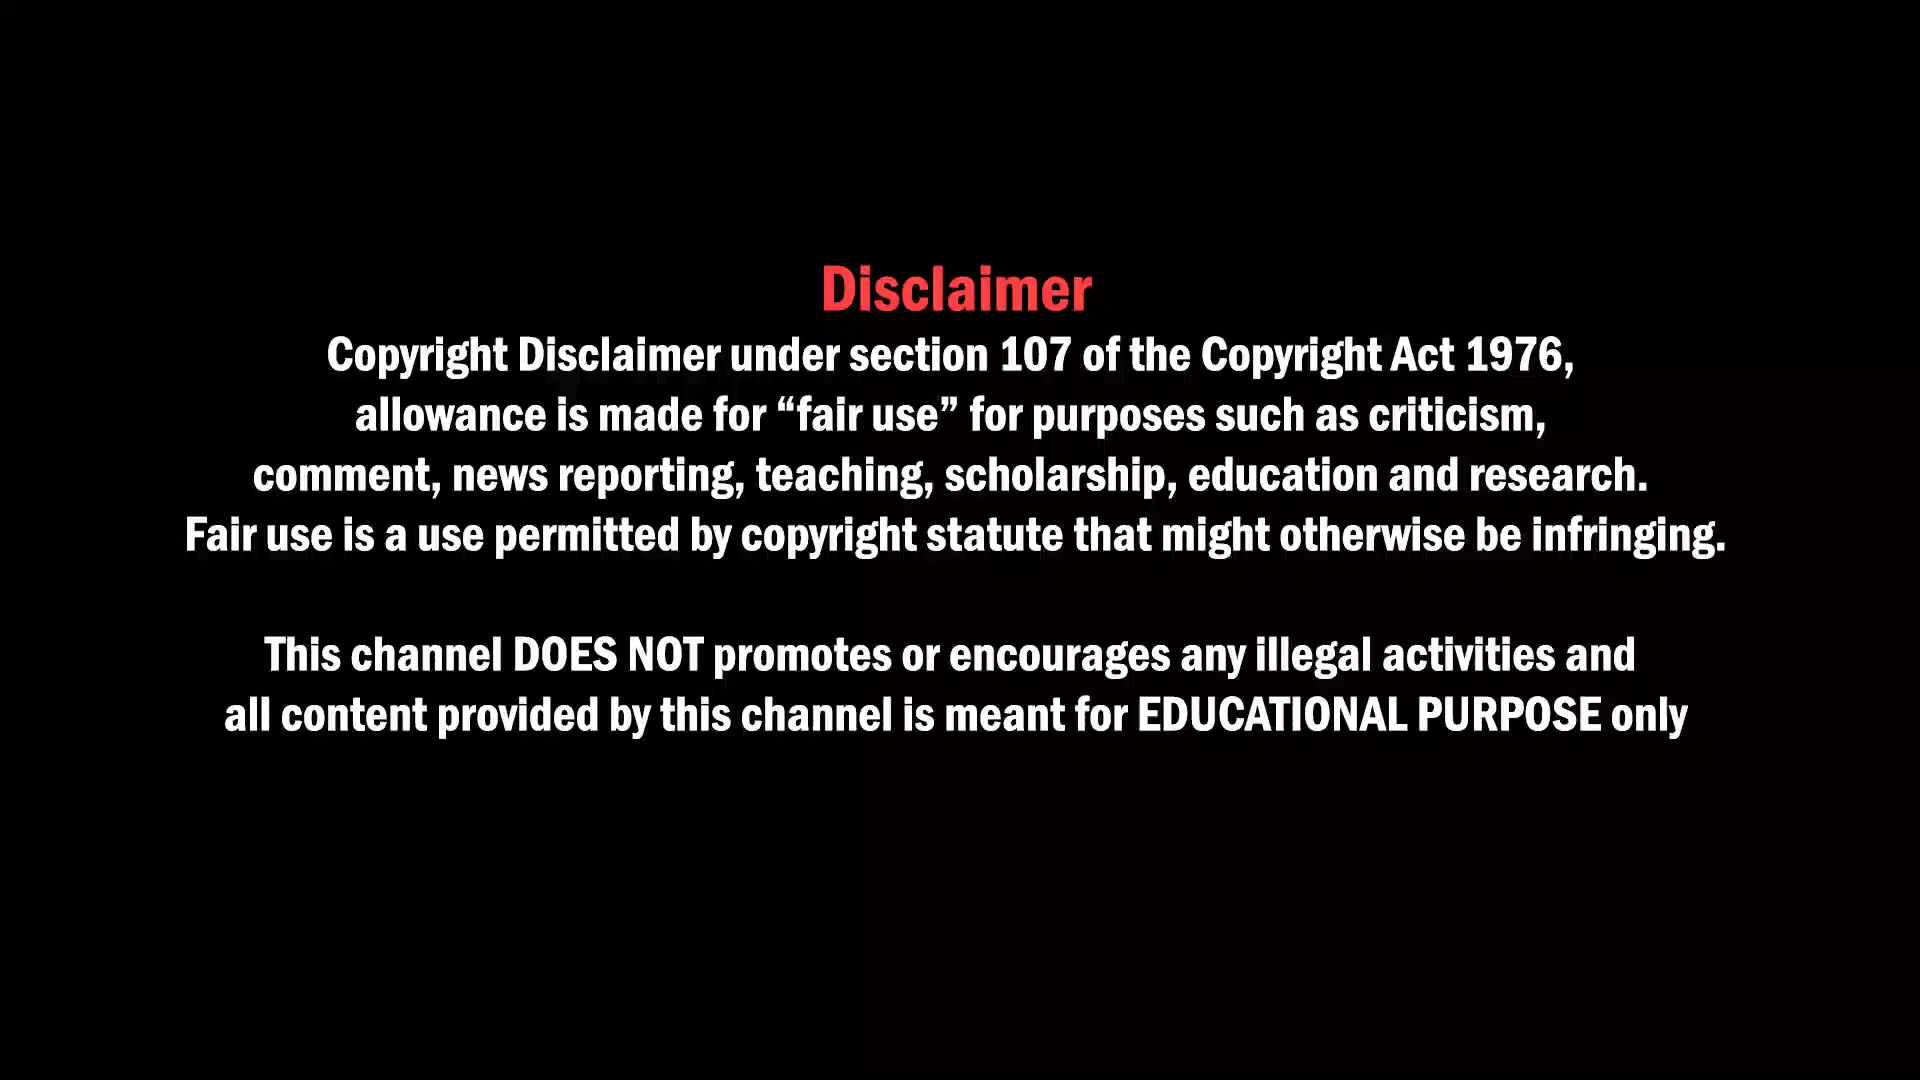 Disclaimer
Copyright Disclaimer under section 107 of the Copyright Act 1976,
allowance is made for “fair use” for purposes such as criticism,
comment, news reporting, teaching, scholarship, education and research.
Fair use is a use permitted by copyright statute that might otherwise be infringing.
This channel DOES NOT promotes or encourages any illegal activities and
all content provided by this channel is meant for EDUCATIONAL PURPOSE only